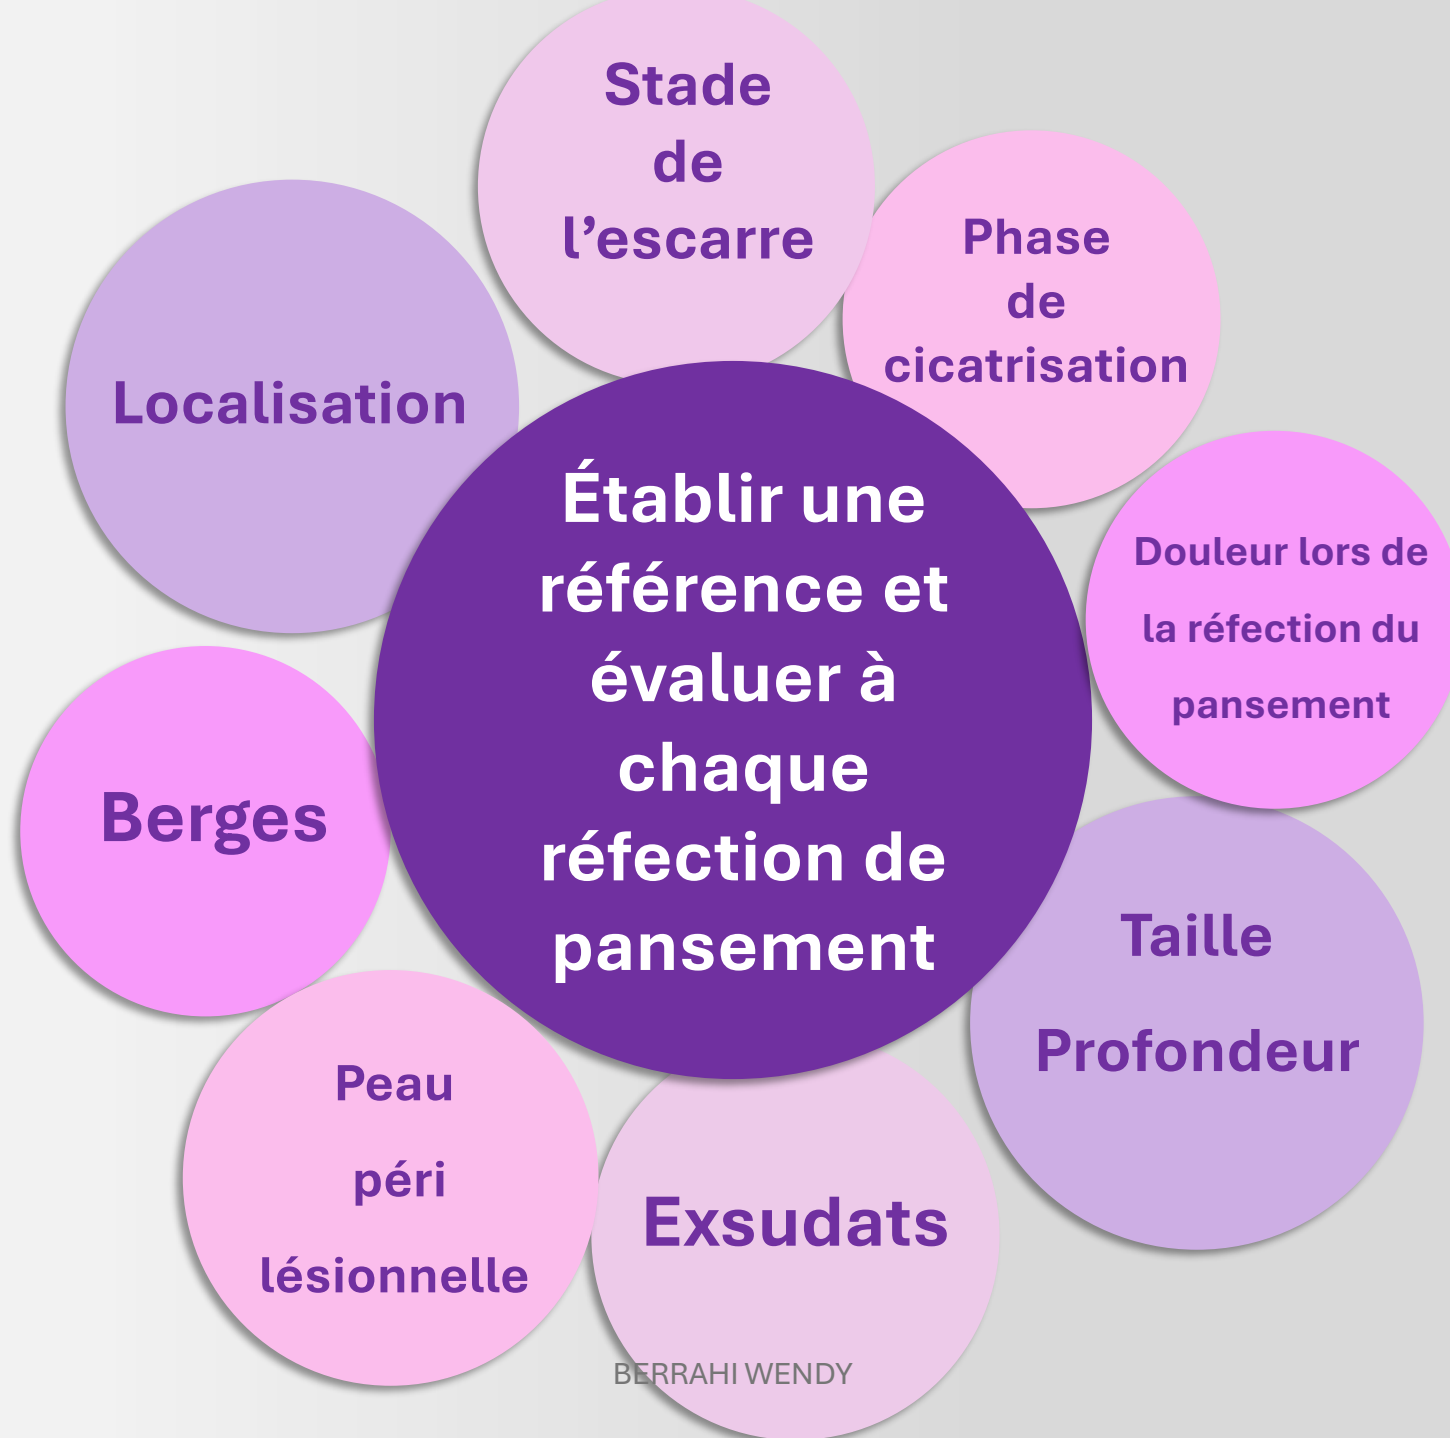 Stade
de
l’escarre
Phase
de
cicatrisation
Localisation
Établir une
référence et
évaluer à
chaque
réfection de
pansement
Douleur lors de
la réfection du
pansement
Berges
Taille
Profondeur
Peau
péri
lésionnelle
Exsudats
BERRAHI WENDY